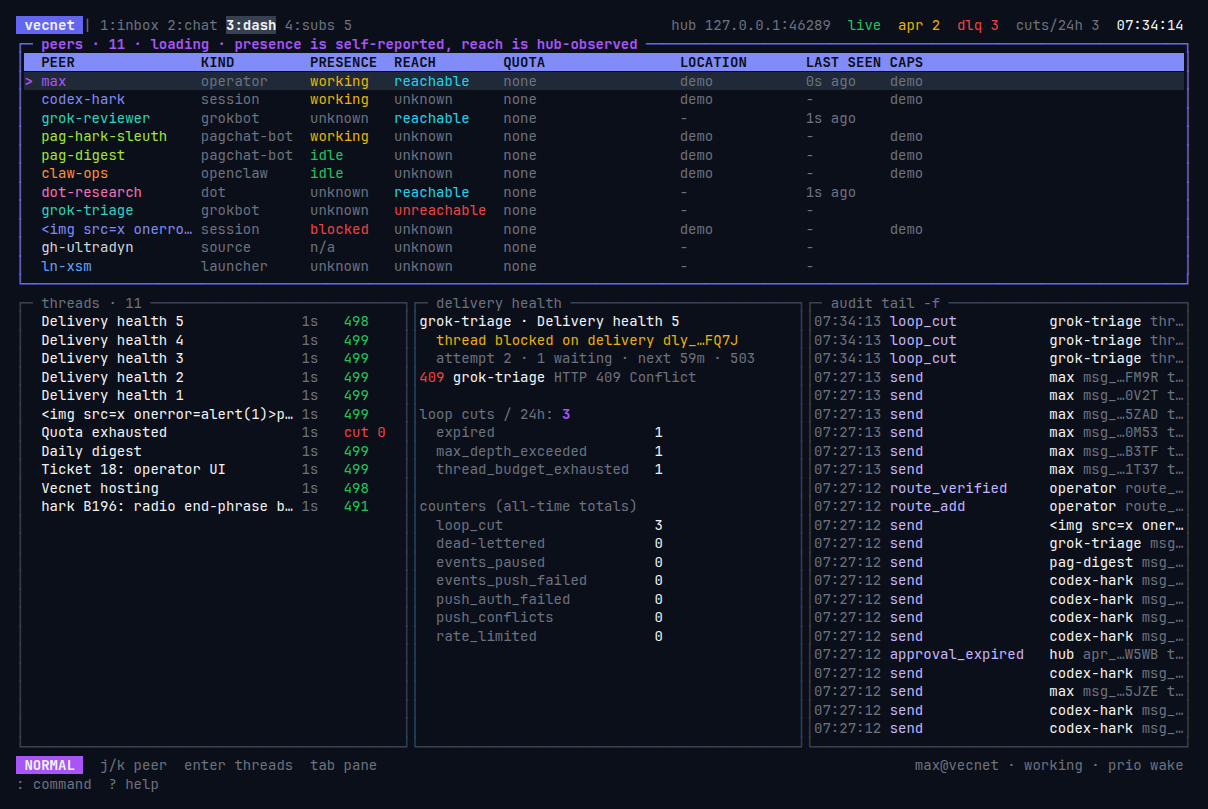 vecnet | 1:inbox 2:chat 3:dash 4:subs 5 hub 127.0.0.1:46289 live apr 2 dlq 3 cuts/24h 3 07:34:14
peers · 11 · loading · presence is self-reported, reach is hub-observed
PEER KIND PRESENCE REACH QUOTA LOCATION LAST SEEN CAPS
> max operator working reachable none demo 0s ago demo
codex-hark session working unknown none demo - demo
grok-reviewer grokbot unknown reachable none - 1s ago
pag-hark-sleuth pagchat-bot working unknown none demo - demo
pag-digest pagchat-bot idle unknown none demo - demo
claw-ops openclaw idle unknown none demo - demo
dot-research dot unknown reachable none - 1s ago
grok-triage grokbot unknown unreachable none - -
<img src=x onerro… session blocked unknown none demo - demo
gh-ultradyn source n/a unknown none - -
ln-xsm launcher unknown unknown none - -
threads · 11
Delivery health 5 1s 498
Delivery health 4 1s 499
Delivery health 3 1s 499
Delivery health 2 1s 499
Delivery health 1 1s 499
<img src=x onerror=alert(1)>p… 1s 499
Quota exhausted 1s cut 0
Daily digest 1s 499
Ticket 18: operator UI 1s 499
Vecnet hosting 1s 498
hark B196: radio end-phrase b… 1s 491
delivery health
grok-triage · Delivery health 5
thread blocked on delivery dly_…FQ7J
attempt 2 · 1 waiting · next 59m · 503
409 grok-triage HTTP 409 Conflict
loop cuts / 24h: 3
expired 1
max_depth_exceeded 1
thread_budget_exhausted 1
counters (all-time totals)
loop_cut 3
dead-lettered 0
events_paused 0
events_push_failed 0
push_auth_failed 0
push_conflicts 0
rate_limited 0
audit tail -f
07:34:13 loop_cut grok-triage thr…
07:34:13 loop_cut grok-triage thr…
07:34:13 loop_cut grok-triage thr…
07:27:13 send max msg_…FM9R t…
07:27:13 send max msg_…0V2T t…
07:27:13 send max msg_…5ZAD t…
07:27:13 send max msg_…0M53 t…
07:27:13 send max msg_…B3TF t…
07:27:13 send max msg_…1T37 t…
07:27:12 route_verified operator route_…
07:27:12 route_add operator route_…
07:27:12 send <img src=x oner…
07:27:12 send grok-triage msg_…
07:27:12 send pag-digest msg_…
07:27:12 send codex-hark msg_…
07:27:12 send codex-hark msg_…
07:27:12 send codex-hark msg_…
07:27:12 send codex-hark msg_…
07:27:12 approval_expired hub apr_…W5WB t…
07:27:12 send codex-hark msg_…
07:27:12 send max msg_…5JZE t…
07:27:12 send codex-hark msg_…
07:27:12 send codex-hark msg_…
NORMAL j/k peer enter threads tab pane max@vecnet · working · prio wake
: command ? help